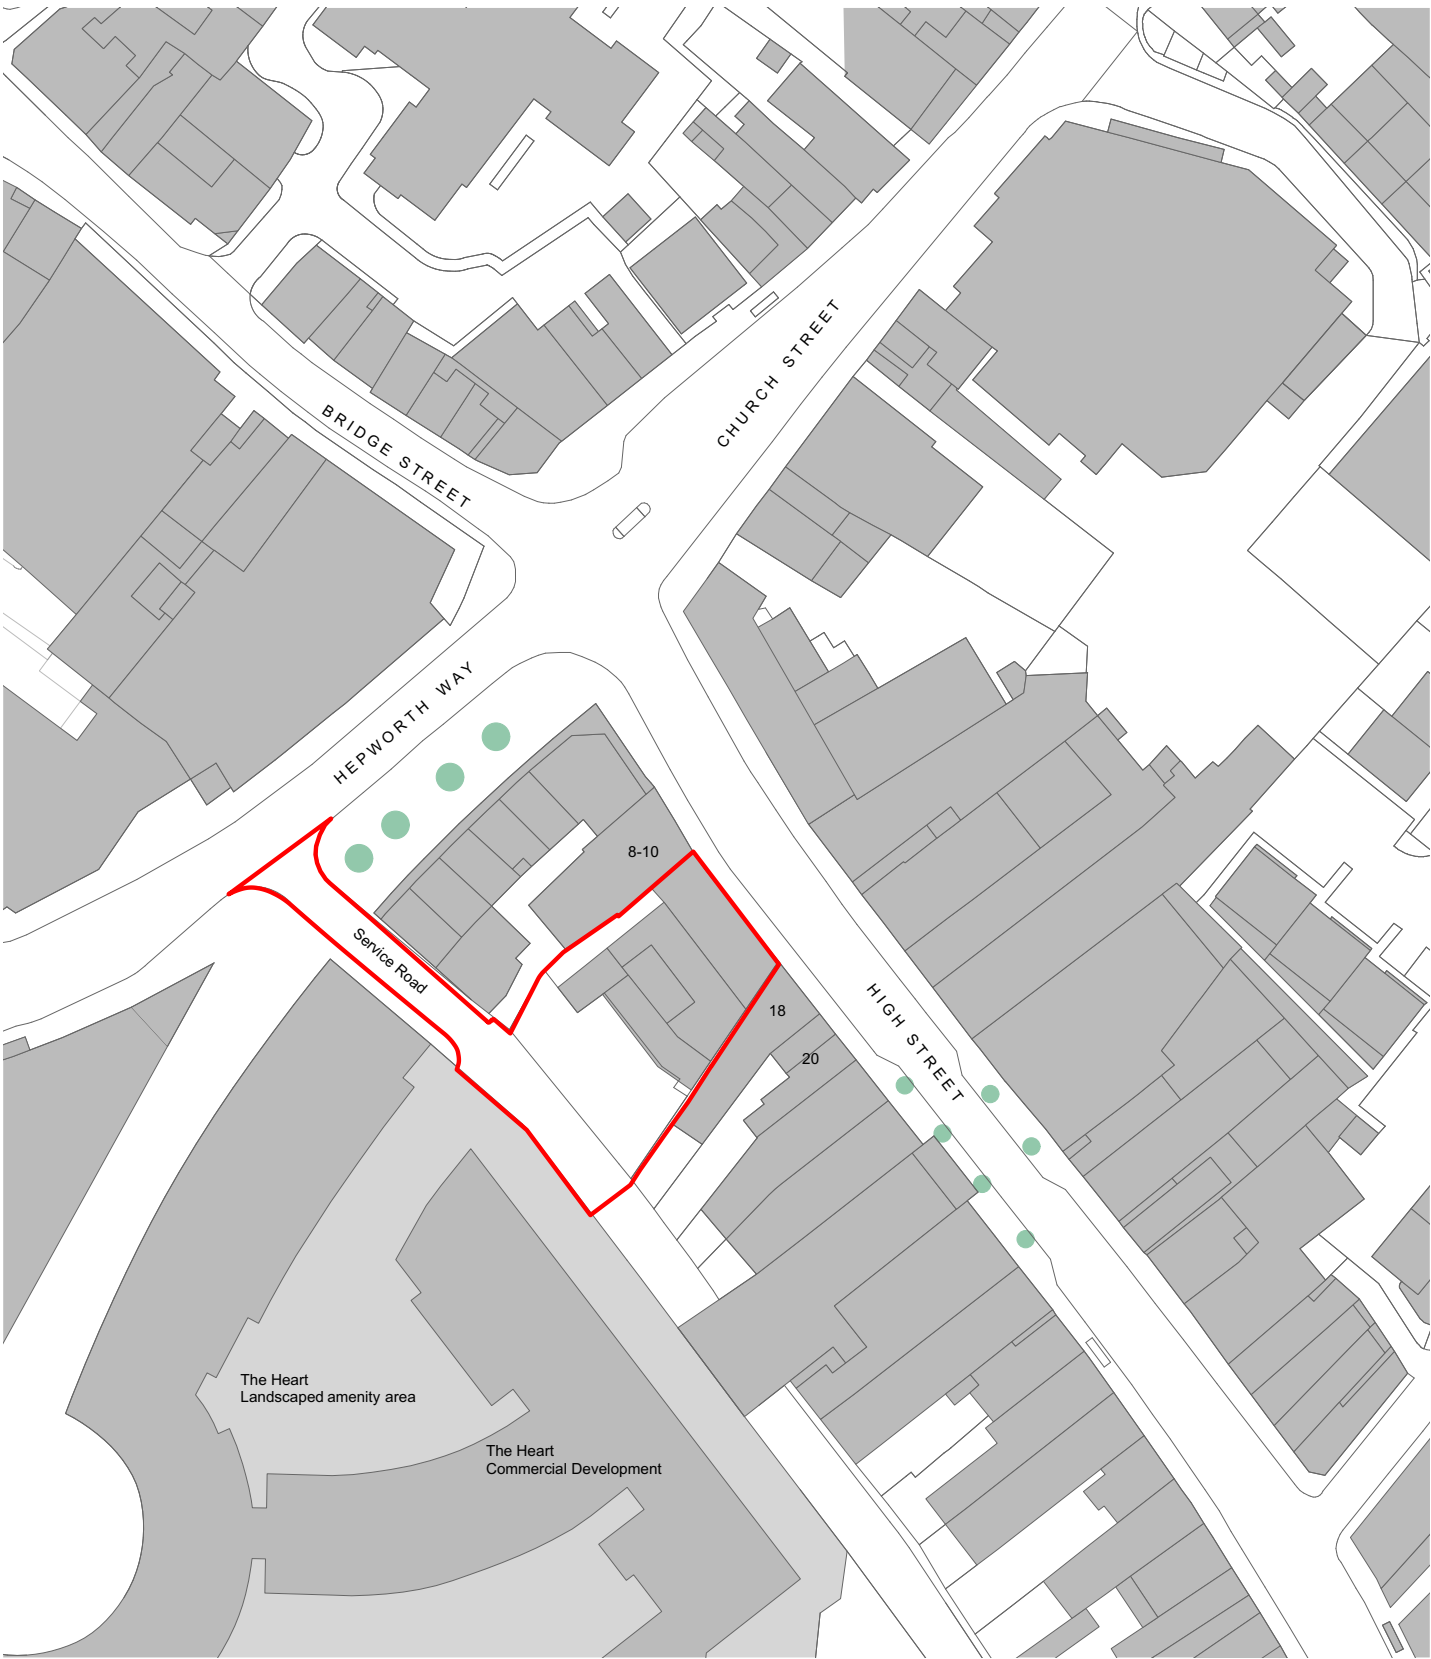 CHURCH STREET
BRIDGE STREET
HEPWORTH WAY
8-10
Service Road
HIGH STREET
18
20
The Heart
Landscaped amenity area
The Heart
Commercial Development